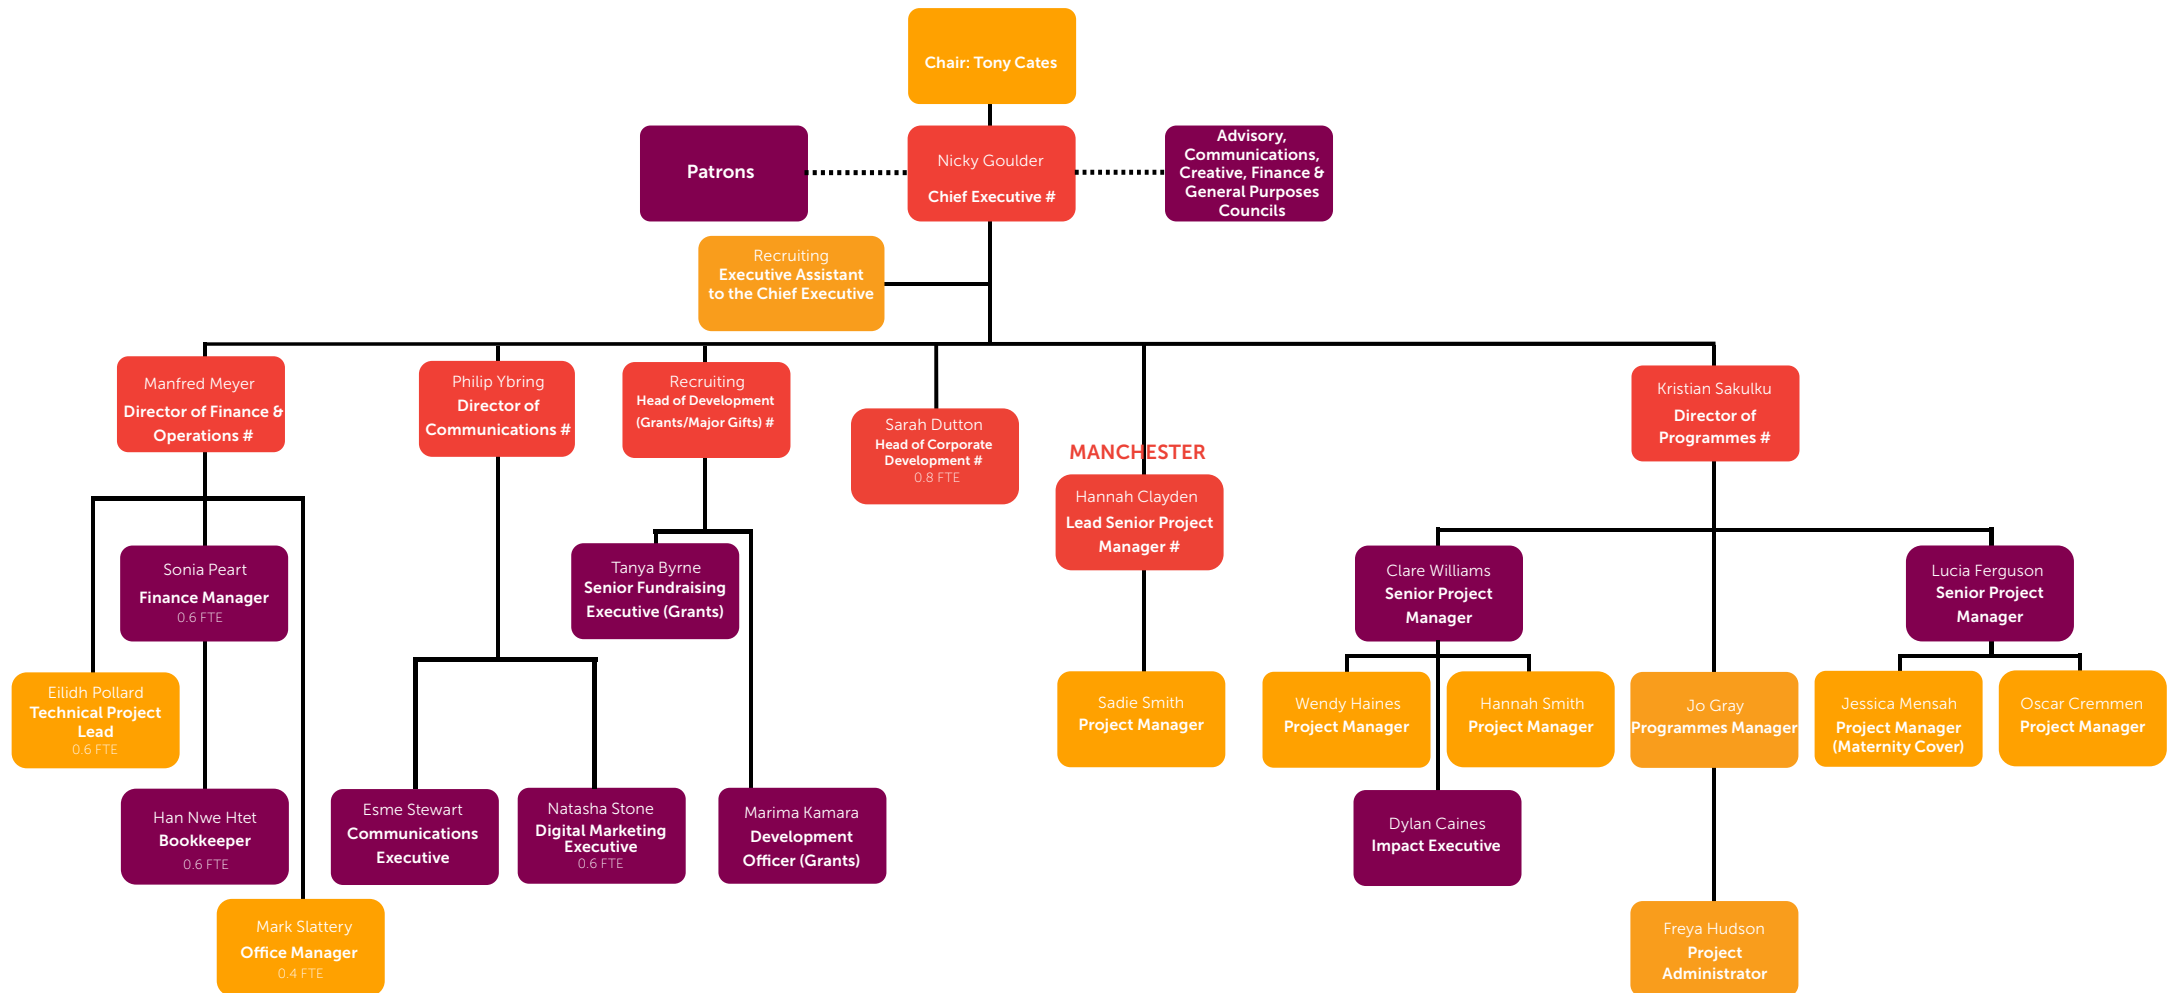 Chair: Tony Cates
Patrons
Nicky Goulder
Chief Executive #
Advisory,
Communications,
Creative, Finance &
General Purposes
Councils
Recruiting
Executive Assistant
to the Chief Executive
Manfred Meyer
Director of Finance &
Operations #
Philip Ybring
Director of
Communications #
Recruiting
Head of Development
(Grants/Major Gifts) #
Sarah Dutton
Head of Corporate
Development #
0.8 FTE
MANCHESTER
Hannah Clayden
Lead Senior Project
Manager #
Kristian Sakulku
Director of
Programmes #
Sonia Peart
Finance Manager
0.6 FTE
Tanya Byrne
Senior Fundraising
Executive (Grants)
Clare Williams
Senior Project
Manager
Lucia Ferguson
Senior Project
Manager
Eilidh Pollard
Technical Project
Lead
0.6 FTE
Sadie Smith
Project Manager
Wendy Haines
Project Manager
Hannah Smith
Project Manager
Jo Gray
Programmes Manager
Jessica Mensah
Project Manager
(Maternity Cover)
Oscar Cremmen
Project Manager
Han Nwe Htet
Bookkeeper
0.6 FTE
Esme Stewart
Communications
Executive
Natasha Stone
Digital Marketing
Executive
0.6 FTE
Marima Kamara
Development
Officer (Grants)
Dylan Caines
Impact Executive
Mark Slattery
Office Manager
0.4 FTE
Freya Hudson
Project
Administrator